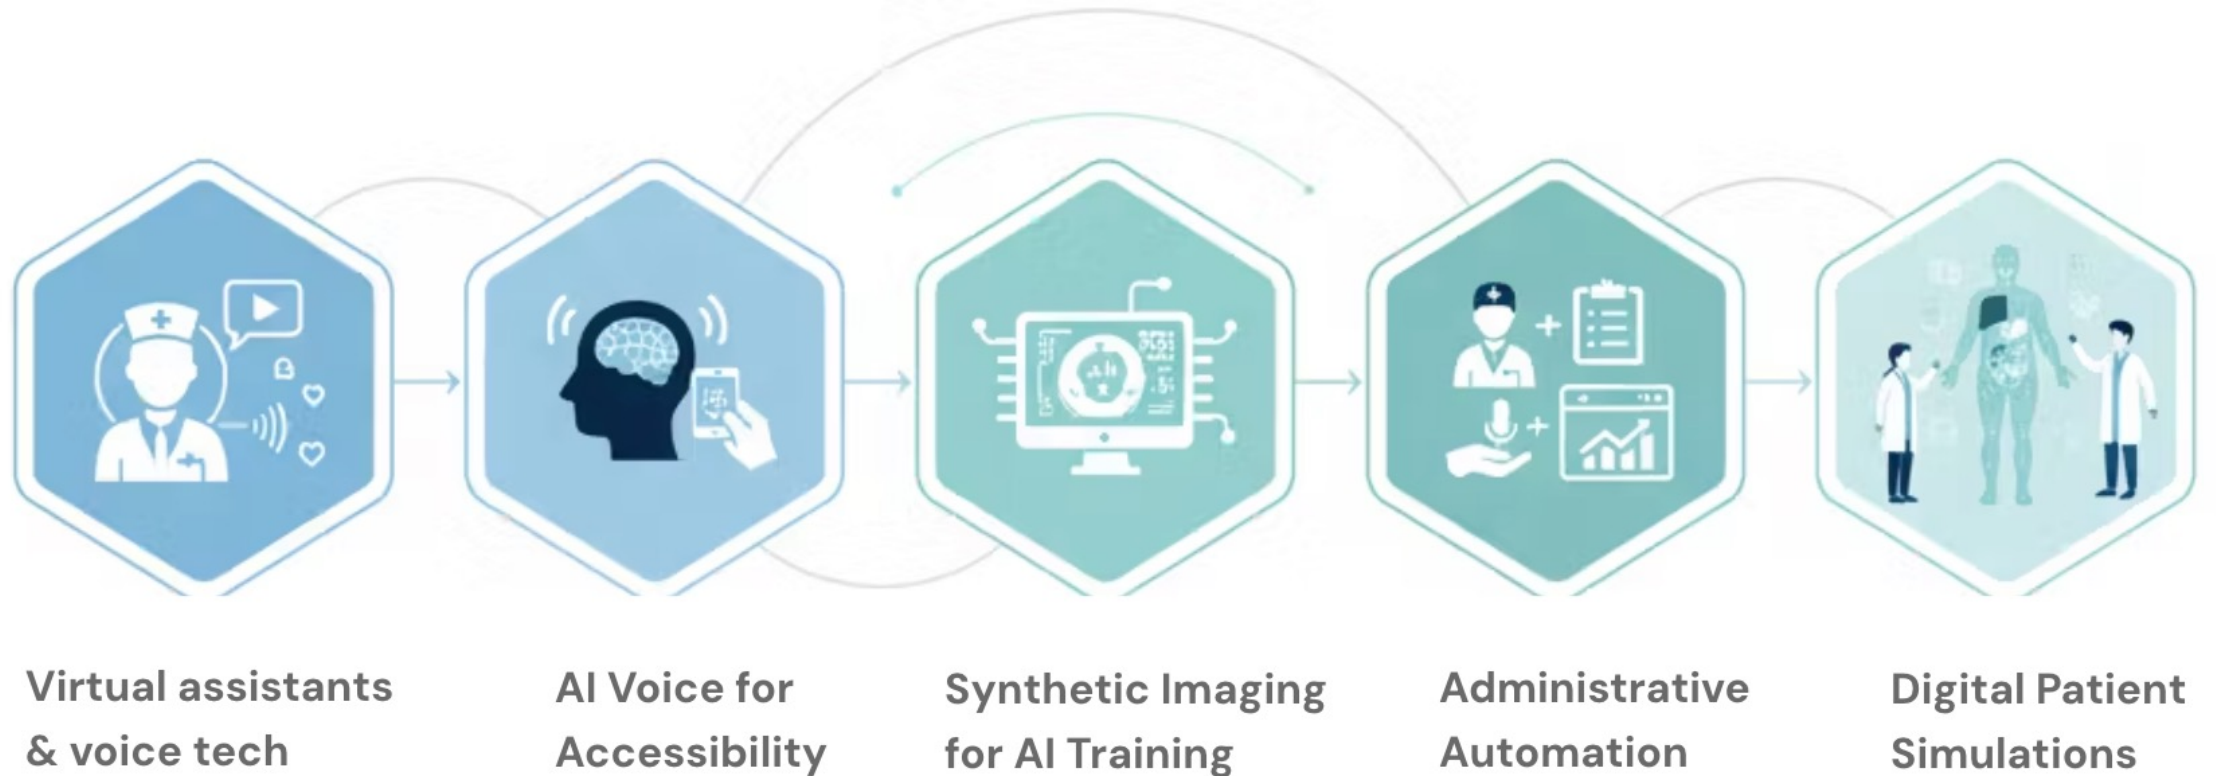 Virtual assistants
& voice tech
AI Voice for
Accessibility
Synthetic Imaging
for AI Training
Administrative
Automation
Digital Patient
Simulations